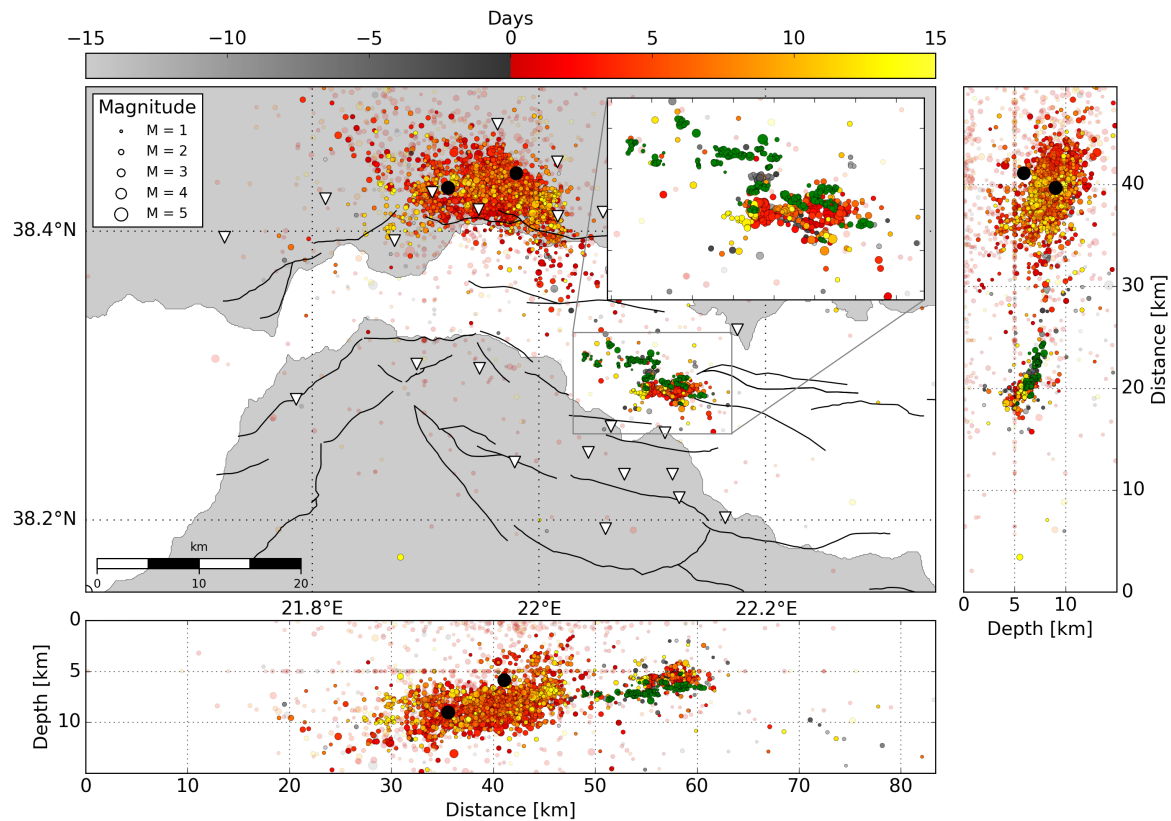 Days
−15 −10 −5 0 5 10 15
Magnitude
M = 1
M = 2
M = 3
M = 4
M = 5
38.4°N
38.2°N
km
0 10 20
21.8°E 22°E 22.2°E
40
30
20
10
0
Distance [km]
0 5 10
Depth [km]
0
5
10
Depth [km]
0 10 20 30 40 50 60 70 80
Distance [km]